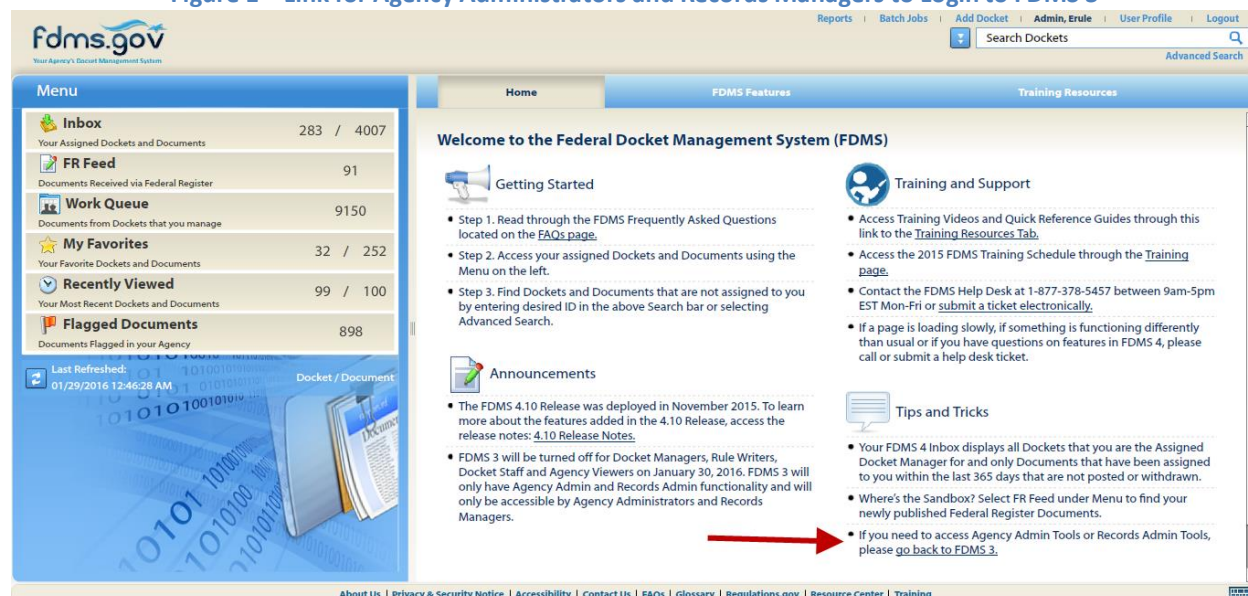 Figure 1 – Link for Agency Administrators and Records Managers to Login to FDMS 3
Reports | Batch Jobs | Add Docket | Admin, Erule | User Profile | Logout
fdms.gov
Your Agency's Docket Management System
Search Dockets
Advanced Search
Menu
Inbox
283 / 4007
Your Assigned Dockets and Documents
FR Feed
91
Documents Received via Federal Register
Work Queue
9150
Documents from Dockets that you manage
My Favorites
32 / 252
Your Favorite Dockets and Documents
Recently Viewed
99 / 100
Your Most Recent Dockets and Documents
Flagged Documents
898
Documents Flagged in your Agency
Last Refreshed:
01/29/2016 12:46:28 AM
Docket / Document
Home
FDMS Features
Training Resources
Welcome to the Federal Docket Management System (FDMS)
Getting Started
• Step 1. Read through the FDMS Frequently Asked Questions
located on the FAQs page.
• Step 2. Access your assigned Dockets and Documents using the
Menu on the left.
• Step 3. Find Dockets and Documents that are not assigned to you
by entering desired ID in the above Search bar or selecting
Advanced Search.
Announcements
• The FDMS 4.10 Release was deployed in November 2015. To learn
more about the features added in the 4.10 Release, access the
release notes: 4.10 Release Notes.
• FDMS 3 will be turned off for Docket Managers, Rule Writers,
Docket Staff and Agency Viewers on January 30, 2016. FDMS 3 will
only have Agency Admin and Records Admin functionality and will
only be accessible by Agency Administrators and Records
Managers.
Training and Support
• Access Training Videos and Quick Reference Guides through this
link to the Training Resources Tab.
• Access the 2015 FDMS Training Schedule through the Training
page.
• Contact the FDMS Help Desk at 1-877-378-5457 between 9am-5pm
EST Mon-Fri or submit a ticket electronically.
• If a page is loading slowly, if something is functioning differently
than usual or if you have questions on features in FDMS 4, please
call or submit a help desk ticket.
Tips and Tricks
• Your FDMS 4 Inbox displays all Dockets that you are the Assigned
Docket Manager for and only Documents that have been assigned
to you within the last 365 days that are not posted or withdrawn.
• Where's the Sandbox? Select FR Feed under Menu to find your
newly published Federal Register Documents.
• If you need to access Agency Admin Tools or Records Admin Tools,
please go back to FDMS 3.
About Us | Privacy & Security Notice | Accessibility | Contact Us | FAQs | Glossary | Regulations.gov | Resource Center | Training